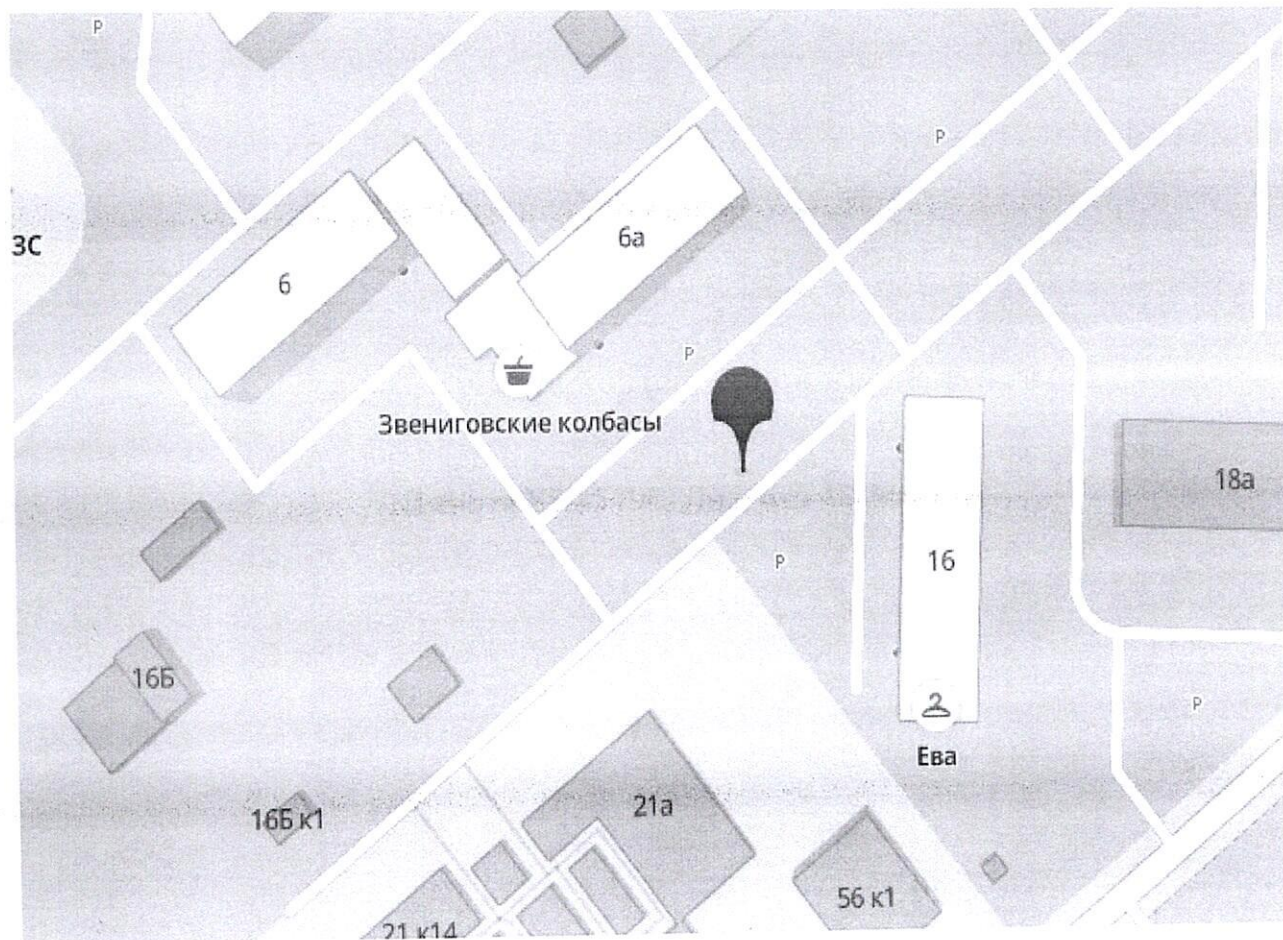 P
P
ЗС
6
6а
P
Звениговские колбасы
18а
P
16
16Б
P
Ева
16Б к1
21а
56 к1
21 к14